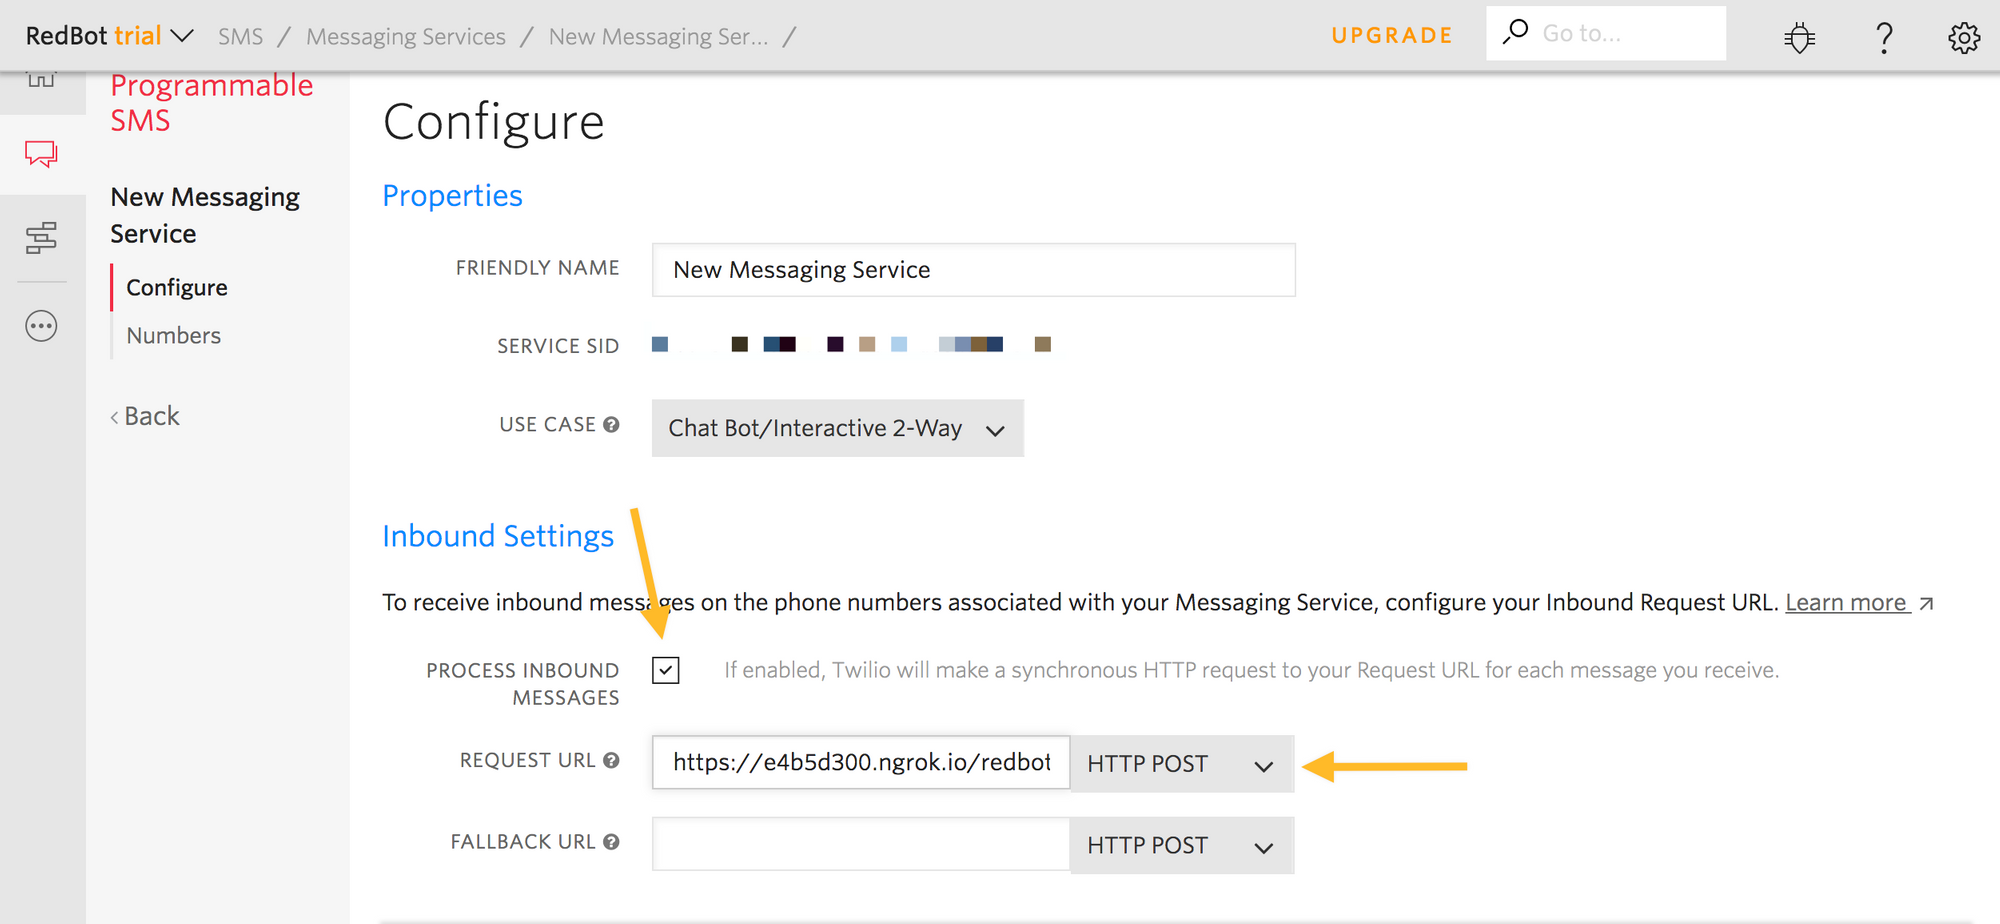 RedBot trial SMS / Messaging Services / New Messaging Ser... / UPGRADE Go to... ?
Programmable
SMS
New Messaging
Service
Configure
Numbers
‹ Back
Configure
Properties
FRIENDLY NAME New Messaging Service
SERVICE SID
USE CASE ? Chat Bot/Interactive 2-Way
Inbound Settings
To receive inbound messages on the phone numbers associated with your Messaging Service, configure your Inbound Request URL. Learn more
PROCESS INBOUND
MESSAGES
If enabled, Twilio will make a synchronous HTTP request to your Request URL for each message you receive.
REQUEST URL ? https://e4b5d300.ngrok.io/redbot HTTP POST
FALLBACK URL ? HTTP POST